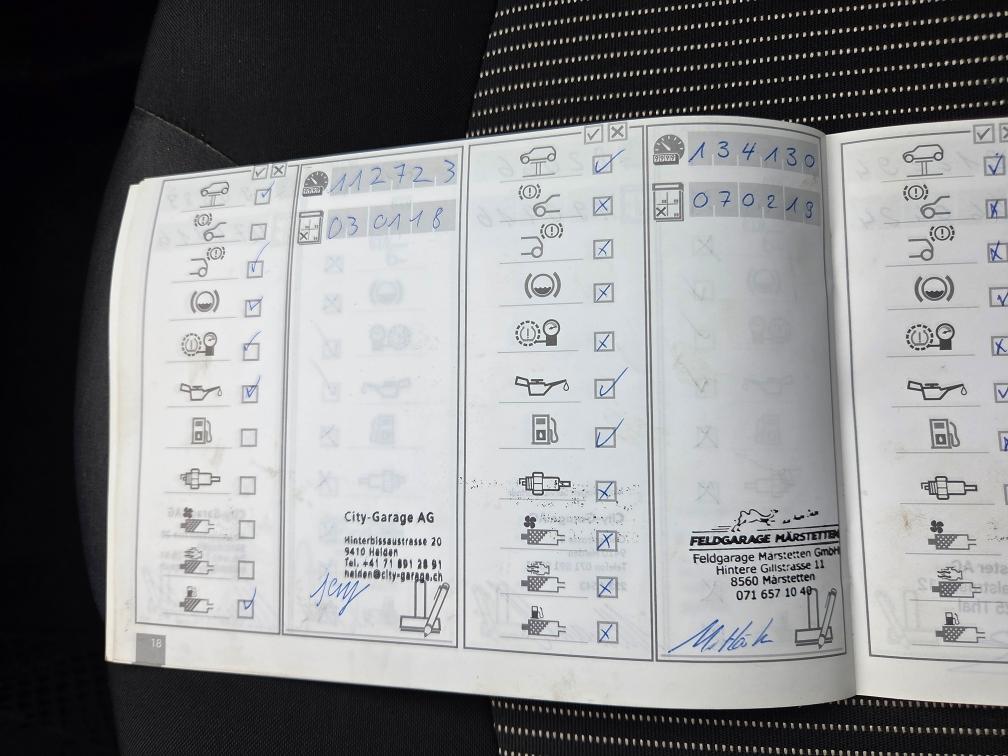 112723
030118
City-Garage AG
Hinterbissaustrasse 20
9410 Heiden
Tel. +41 71 891 28 91
heiden@city-garage.ch
18
134130
070219
FELDGARAGE MÄRSTETTEN
Feldgarage Märstetten GmbH
Hintere Gillstrasse 11
8560 Märstetten
071 657 10 40